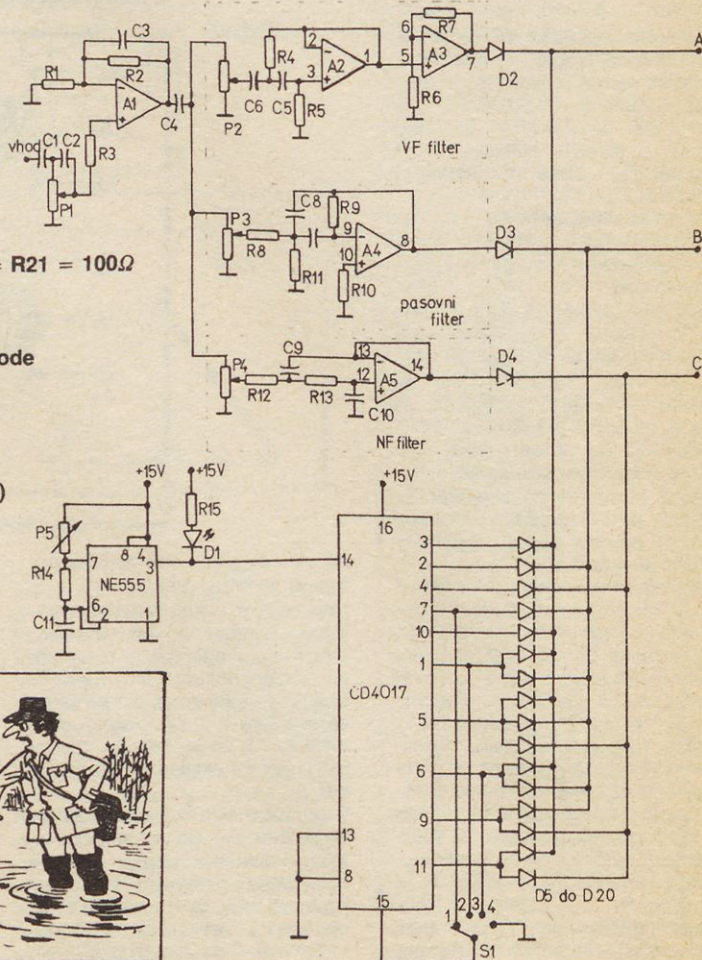 C3
R1
R2
A1
C4
vhod
C1
C2
R3
P1
P2
C6
R4
C5
2
3
R5
A2
1
6
5
R7
A3
7
R6
D2
VF filter
A
P3
R8
C8
R9
R11
9
10
A4
8
R10
D3
pasovni
filter
B
P4
R12
C9
R13
13
12
A5
14
C10
D4
NF filter
C
R21 = 100Ω
ode
)
+15V
+15V
R15
D1
P5
R14
C11
7
6
2
8
4
3
1
NE555
+15V
16
14
CD4017
13
8
15
3
2
4
7
10
1
5
6
9
11
D5 do D20
1
2
3
4
S1